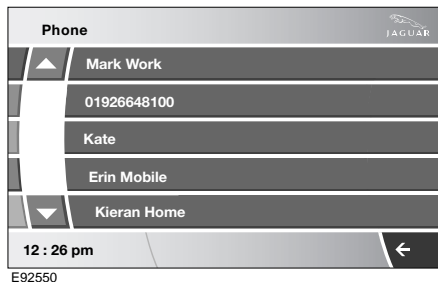 Phone
JAGUAR
Mark Work
01926648100
Kate
Erin Mobile
Kieran Home
12 : 26 pm
E92550